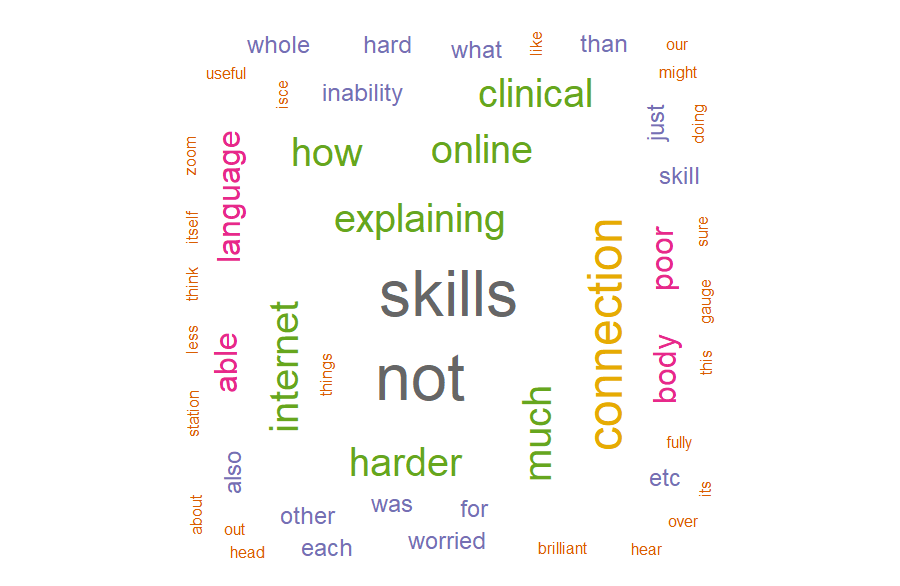 whole hard what like than our
useful might
isce inability clinical
just doing
zoom language how online
skill
itself explaining connection poor sure
think skills gauge
less able internet things not body this
station much
harder fully
also etc its
about other was for over
out
head each worried brilliant hear